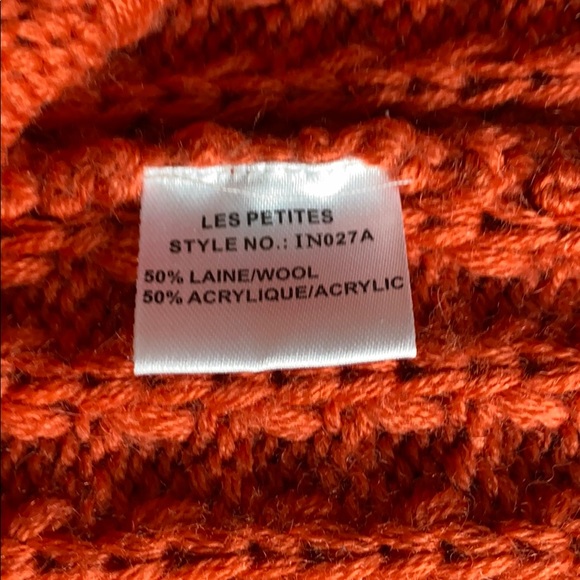 LES PETITES
STYLE NO.: IN027A
50% LAINE/WOOL
50% ACRYLIQUE/ACRYLIC